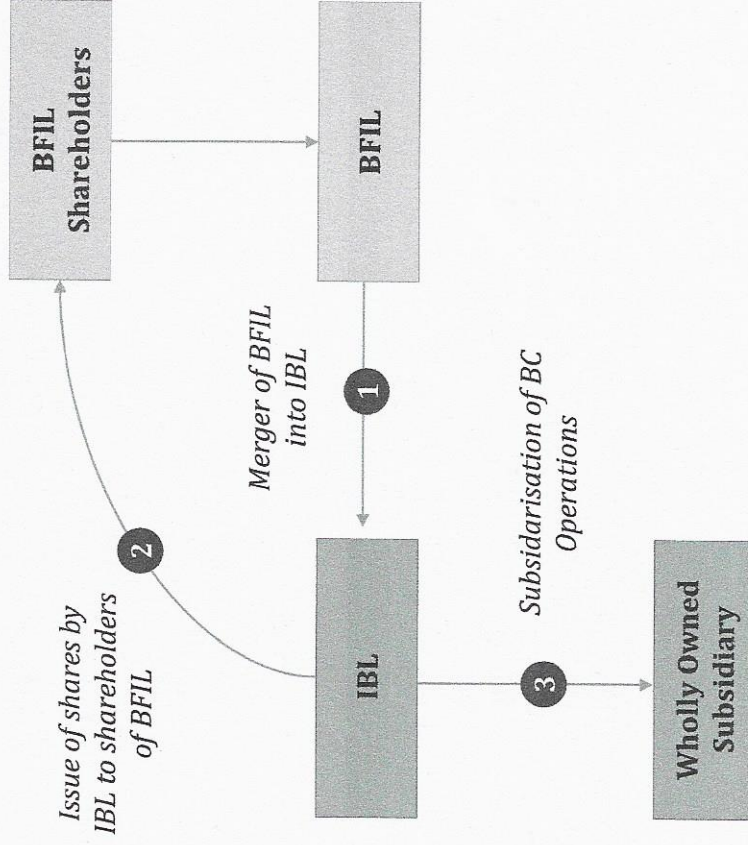 Issue of shares by
IBL to shareholders
of BFIL
2
BFIL
Shareholders
Merger of BFIL
into IBL
1
IBL
BFIL
3
Subsidarisation of BC
Operations
Wholly Owned
Subsidiary